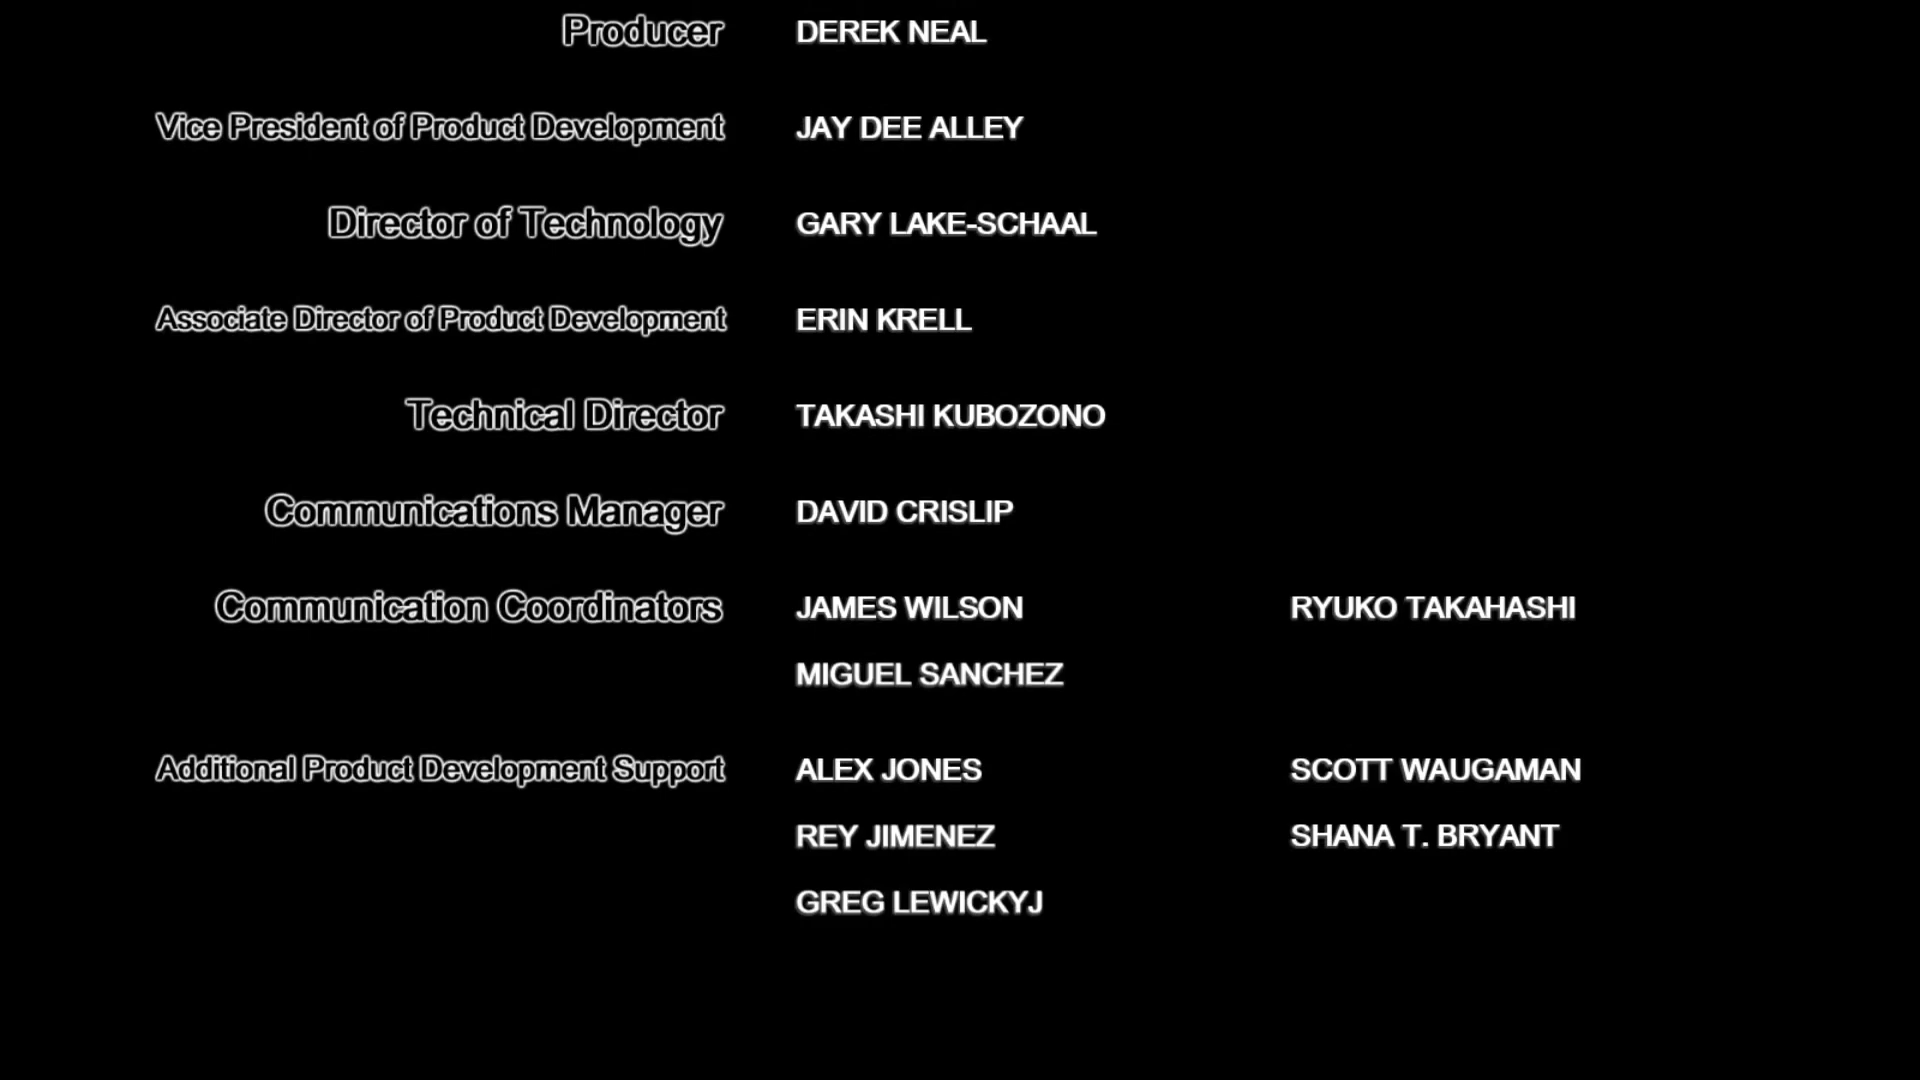 Producer DEREK NEAL
Vice President of Product Development JAY DEE ALLEY
Director of Technology GARY LAKE-SCHAAL
Associate Director of Product Development ERIN KRELL
Technical Director TAKASHI KUBOZONO
Communications Manager DAVID CRISLIP
Communication Coordinators JAMES WILSON RYUKO TAKAHASHI
MIGUEL SANCHEZ
Additional Product Development Support ALEX JONES SCOTT WAUGAMAN
REY JIMENEZ SHANA T. BRYANT
GREG LEWICKYJ